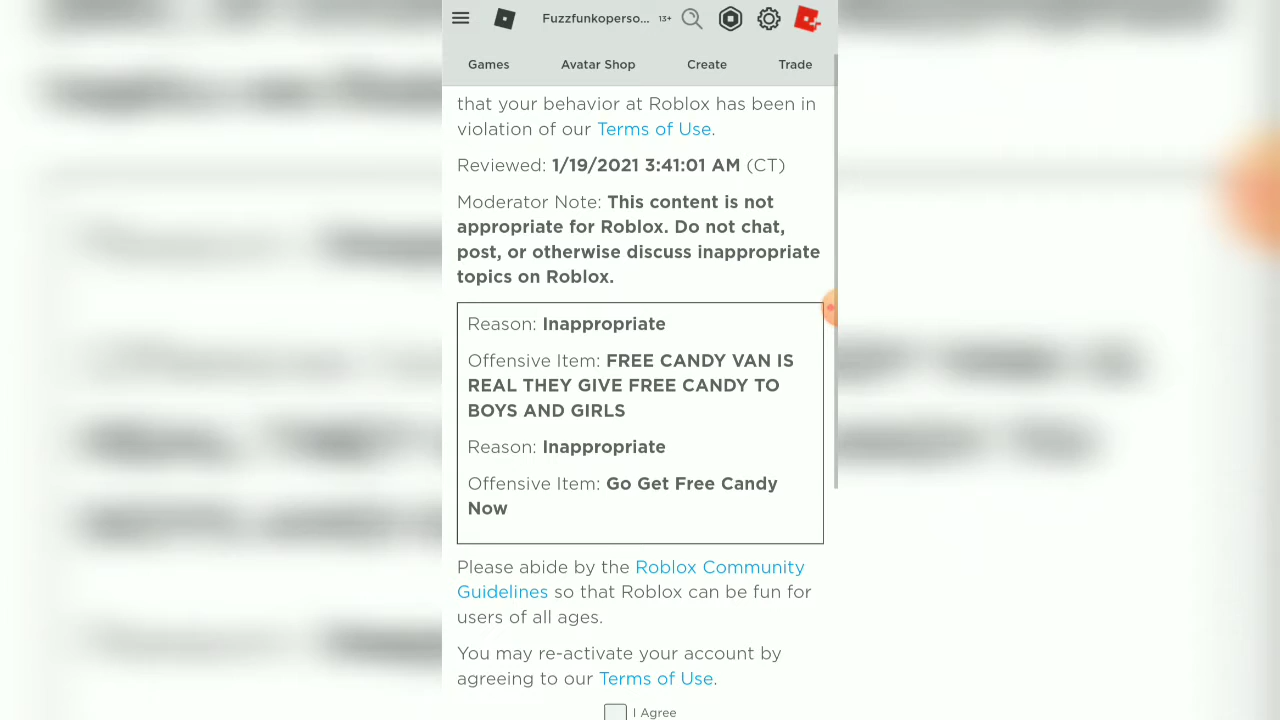 Fuzzfunkoperso... 13+
Games Avatar Shop Create Trade
that your behavior at Roblox has been in
violation of our Terms of Use.
Reviewed: 1/19/2021 3:41:01 AM (CT)
Moderator Note: This content is not
appropriate for Roblox. Do not chat,
post, or otherwise discuss inappropriate
topics on Roblox.
Reason: Inappropriate
Offensive Item: FREE CANDY VAN IS
REAL THEY GIVE FREE CANDY TO
BOYS AND GIRLS
Reason: Inappropriate
Offensive Item: Go Get Free Candy
Now
Please abide by the Roblox Community
Guidelines so that Roblox can be fun for
users of all ages.
You may re-activate your account by
agreeing to our Terms of Use.
I Agree